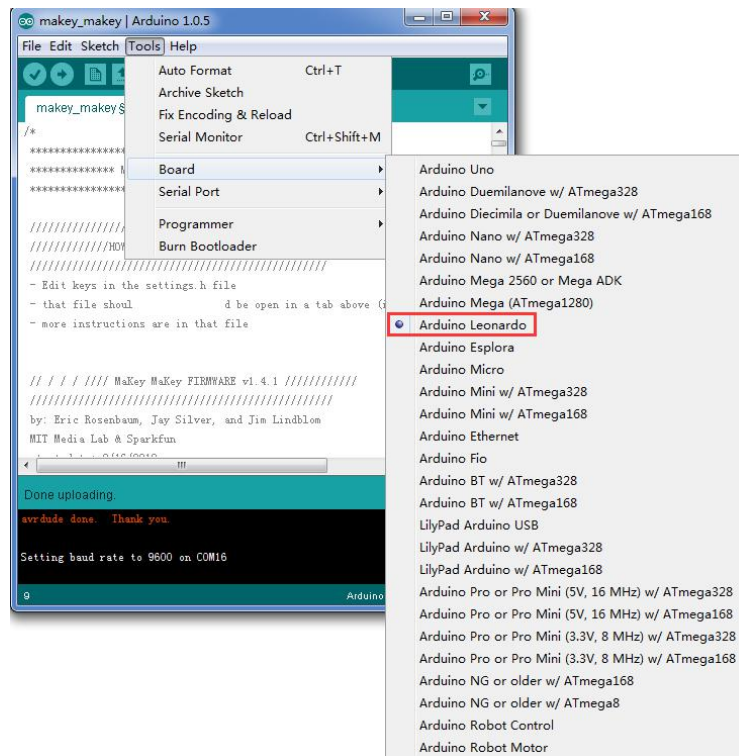 makey_makey | Arduino 1.0.5
File Edit Sketch Tools Help
Auto Format Ctrl+T
Archive Sketch
Fix Encoding & Reload
Serial Monitor Ctrl+Shift+M
Board
Serial Port
Programmer
Burn Bootloader
makey_makey§
/*
*****************
************** M
*****************
///////////////
/////////////HOW
/////////////////////////////////////////////////
- Edit keys in the settings.h file
- that file shoul d be open in a tab above (i
- more instructions are in that file
// / / / //// MaKey MaKey FIRMWARE v1.4.1 ////////////
//////////////////////////////////////////////////
by: Eric Rosenbaum, Jay Silver, and Jim Lindblom
MIT Media Lab & Sparkfun
Done uploading.
avrdude done. Thank you.
Setting baud rate to 9600 on COM16
9 Arduino
Arduino Uno
Arduino Duemilanove w/ ATmega328
Arduino Diecimila or Duemilanove w/ ATmega168
Arduino Nano w/ ATmega328
Arduino Nano w/ ATmega168
Arduino Mega 2560 or Mega ADK
Arduino Mega (ATmega1280)
Arduino Leonardo
Arduino Esplora
Arduino Micro
Arduino Mini w/ ATmega328
Arduino Mini w/ ATmega168
Arduino Ethernet
Arduino Fio
Arduino BT w/ ATmega328
Arduino BT w/ ATmega168
LilyPad Arduino USB
LilyPad Arduino w/ ATmega328
LilyPad Arduino w/ ATmega168
Arduino Pro or Pro Mini (5V, 16 MHz) w/ ATmega328
Arduino Pro or Pro Mini (5V, 16 MHz) w/ ATmega168
Arduino Pro or Pro Mini (3.3V, 8 MHz) w/ ATmega328
Arduino Pro or Pro Mini (3.3V, 8 MHz) w/ ATmega168
Arduino NG or older w/ ATmega168
Arduino NG or older w/ ATmega8
Arduino Robot Control
Arduino Robot Motor